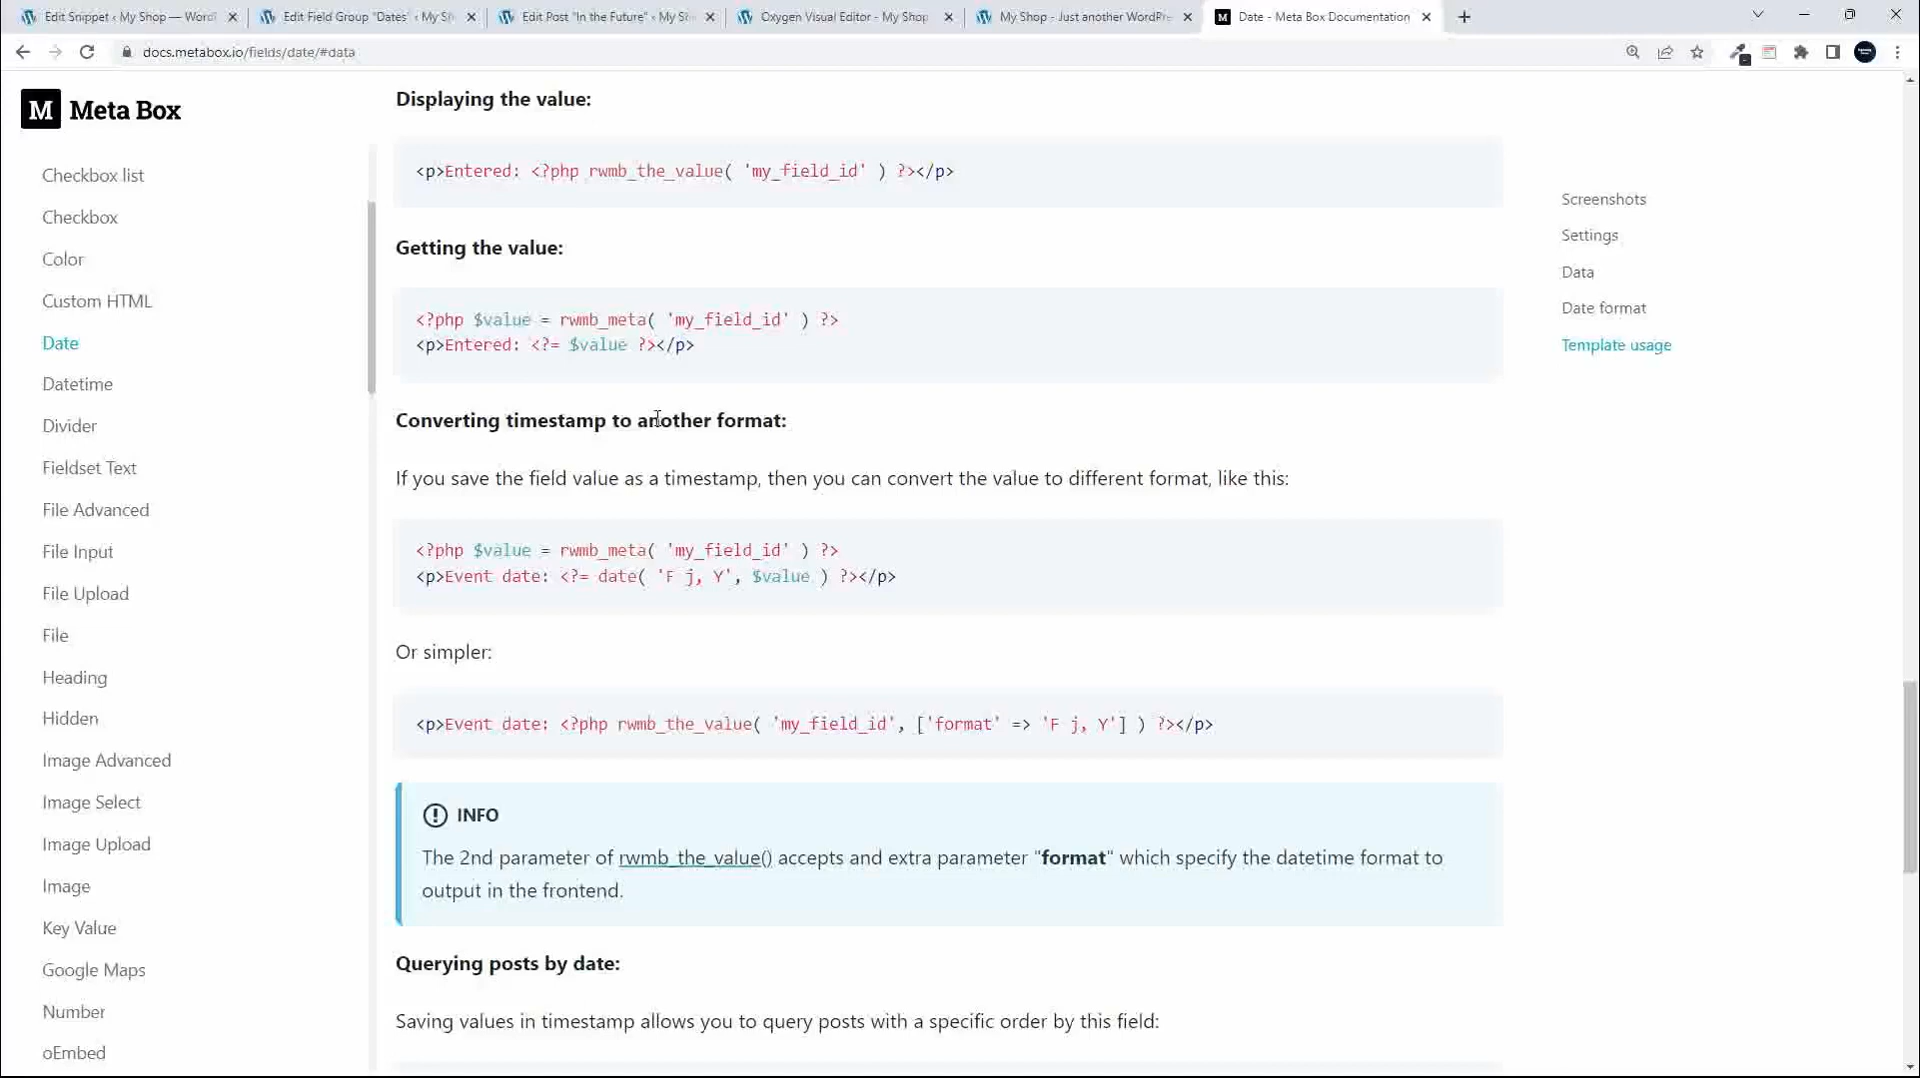 Edit Snippet ‹ My Shop — Word
Edit Field Group "Dates" ‹ My S
Edit Post "In the Future" ‹ My Sh
Oxygen Visual Editor - My Shop
My Shop - Just another WordPre
Date - Meta Box Documentation
docs.metabox.io/fields/date/#data
M Meta Box
Checkbox list
Checkbox
Color
Custom HTML
Date
Datetime
Divider
Fieldset Text
File Advanced
File Input
File Upload
File
Heading
Hidden
Image Advanced
Image Select
Image Upload
Image
Key Value
Google Maps
Number
oEmbed
Displaying the value:
<p>Entered: <?php rwmb_the_value( 'my_field_id' ) ?></p>
Getting the value:
<?php $value = rwmb_meta( 'my_field_id' ) ?>
<p>Entered: <?= $value ?></p>
Converting timestamp to another format:
If you save the field value as a timestamp, then you can convert the value to different format, like this:
<?php $value = rwmb_meta( 'my_field_id' ) ?>
<p>Event date: <?= date( 'F j, Y', $value ) ?></p>
Or simpler:
<p>Event date: <?php rwmb_the_value( 'my_field_id', ['format' => 'F j, Y'] ) ?></p>
INFO
The 2nd parameter of rwmb_the_value() accepts and extra parameter "format" which specify the datetime format to
output in the frontend.
Querying posts by date:
Saving values in timestamp allows you to query posts with a specific order by this field:
Screenshots
Settings
Data
Date format
Template usage